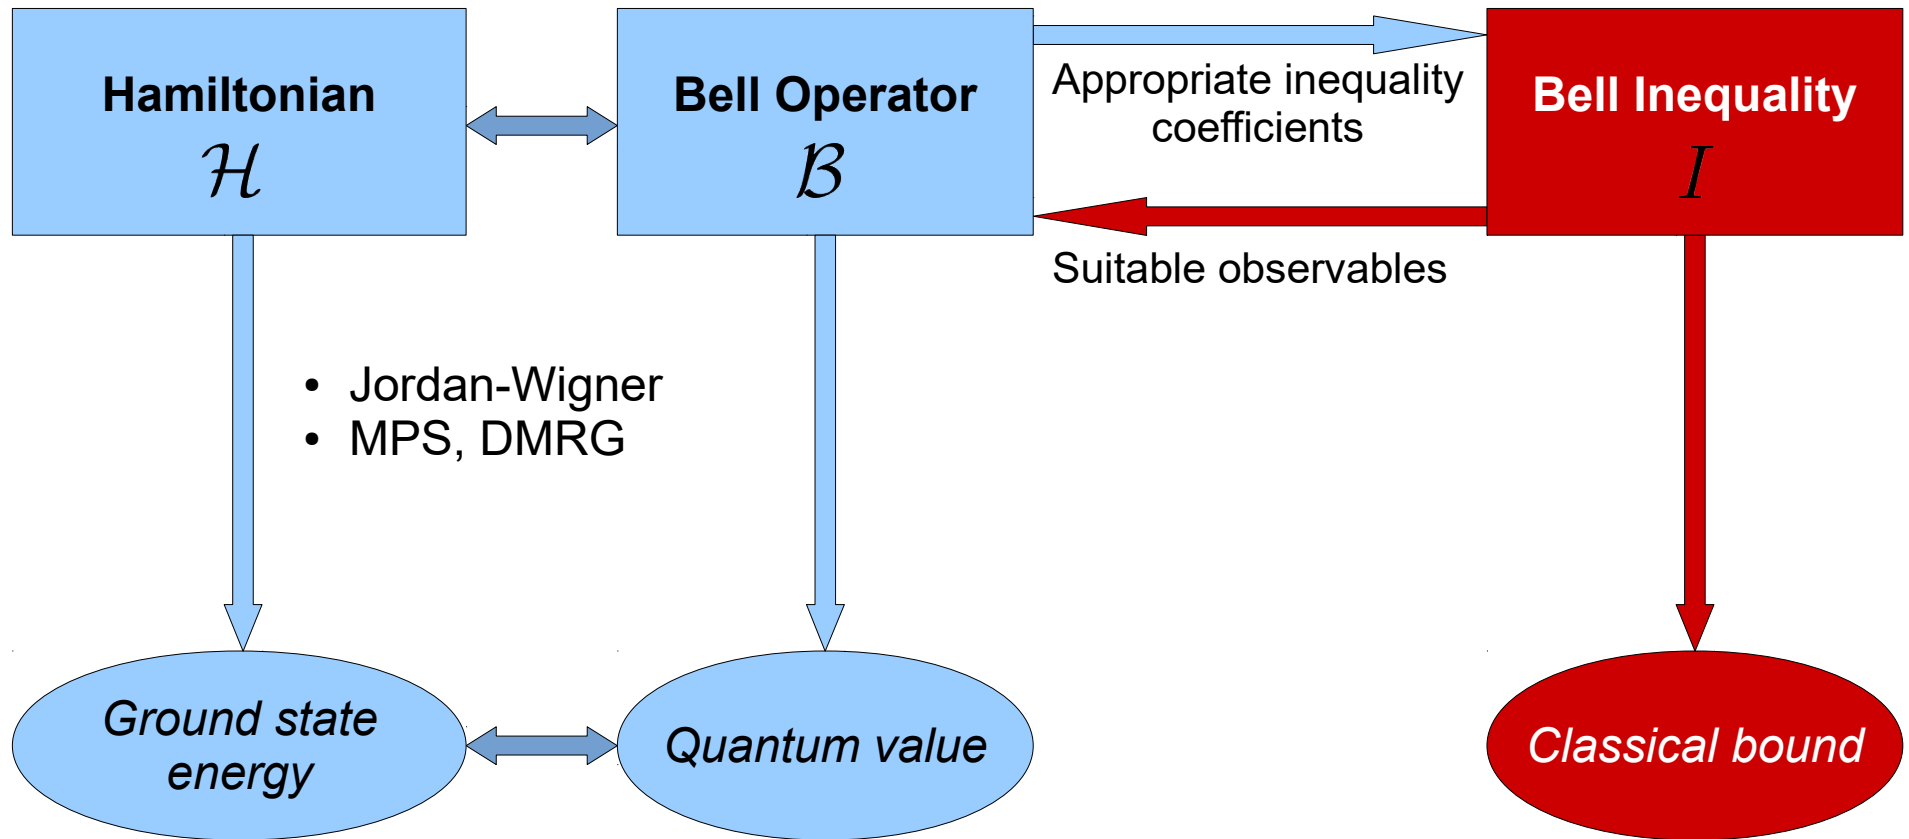 Hamiltonian
ℋ
Bell Operator
ℬ
Appropriate inequality
coefficients
Bell Inequality
I
Suitable observables
• Jordan-Wigner
• MPS, DMRG
Ground state
energy
Quantum value
Classical bound